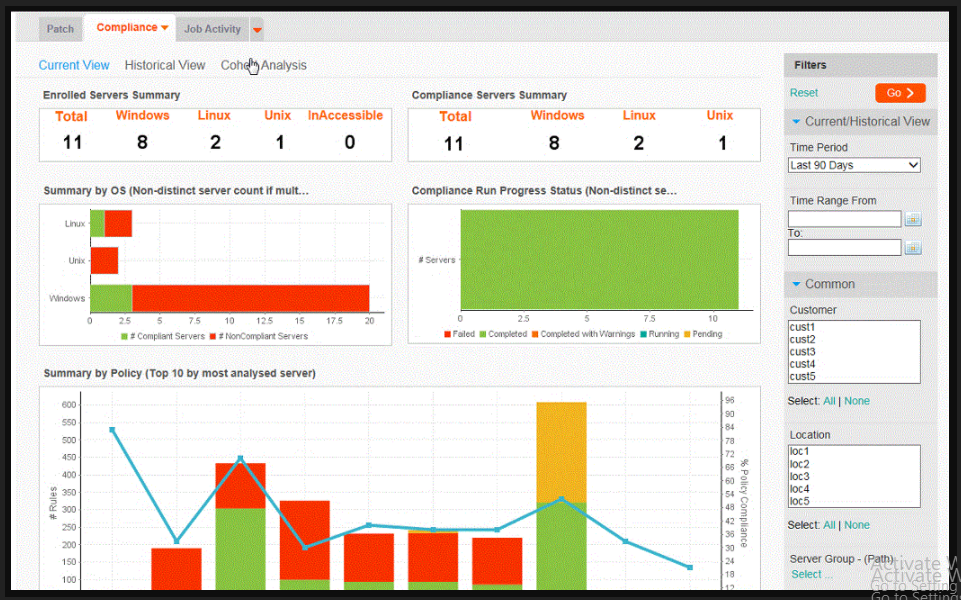 Patch Compliance Job Activity
Current View Historical View Cohe Analysis
Enrolled Servers Summary
Total Windows Linux Unix InAccessible
11 8 2 1 0
Compliance Servers Summary
Total Windows Linux Unix
11 8 2 1
Summary by OS (Non-distinct server count if mult...
Linux
Unix
Windows
0 2.5 5 7.5 10 12.5 15 17.5 20
# Compliant Servers # NonCompliant Servers
Compliance Run Progress Status (Non-distinct se...
# Servers
0 2.5 5 7.5 10
Failed Completed Completed with Warnings Running Pending
Summary by Policy (Top 10 by most analysed server)
# Rules
600
550
500
450
400
350
300
250
200
150
100
96
90
84
78
72
66
60
54
48
42
36
30
24
18
12
% Policy Compliance
Filters
Reset Go
Current/Historical View
Time Period
Last 90 Days
Time Range From
To:
Common
Customer
cust1
cust2
cust3
cust4
cust5
Select: All | None
Location
loc1
loc2
loc3
loc4
loc5
Select: All | None
Server Group - (Path)
Select ...
Activate W
Activate W
Go to Setting
Go to Setting